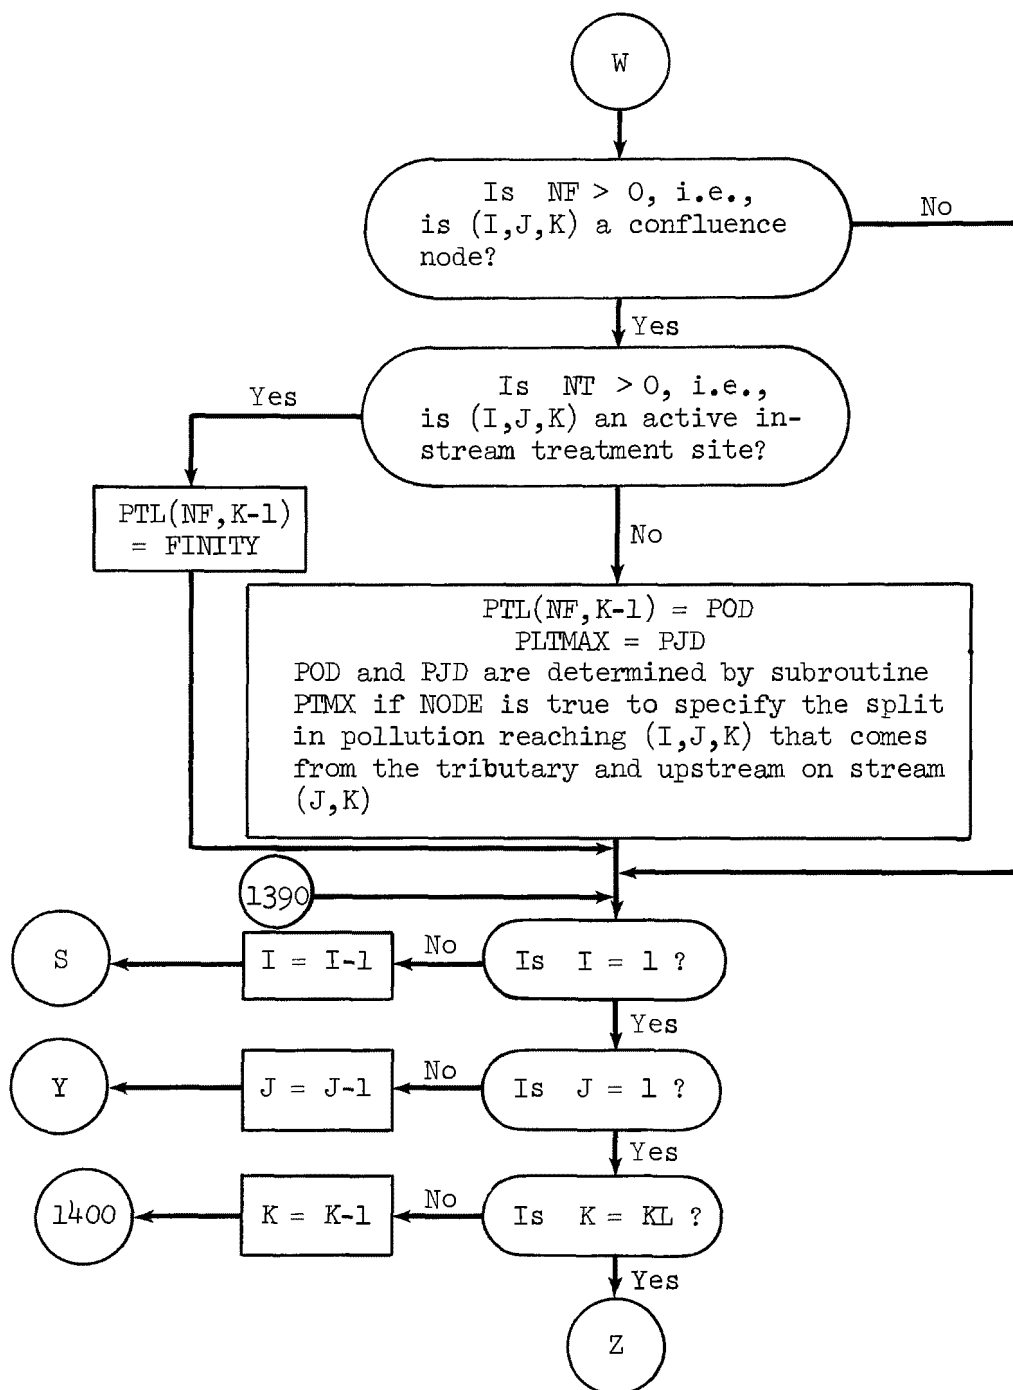 W
Is NF > 0, i.e.,
is (I,J,K) a confluence
node?
No
Yes
Is NT > 0, i.e.,
is (I,J,K) an active in-
stream treatment site?
Yes
PTL(NF,K-1)
= FINITY
No
PTL(NF,K-1) = POD
PLTMAX = PJD
POD and PJD are determined by subroutine
PTMX if NODE is true to specify the split
in pollution reaching (I,J,K) that comes
from the tributary and upstream on stream
(J,K)
1390
S
I = I-1
No
Is I = 1 ?
Yes
Y
J = J-1
No
Is J = 1 ?
Yes
1400
K = K-1
No
Is K = KL ?
Yes
Z